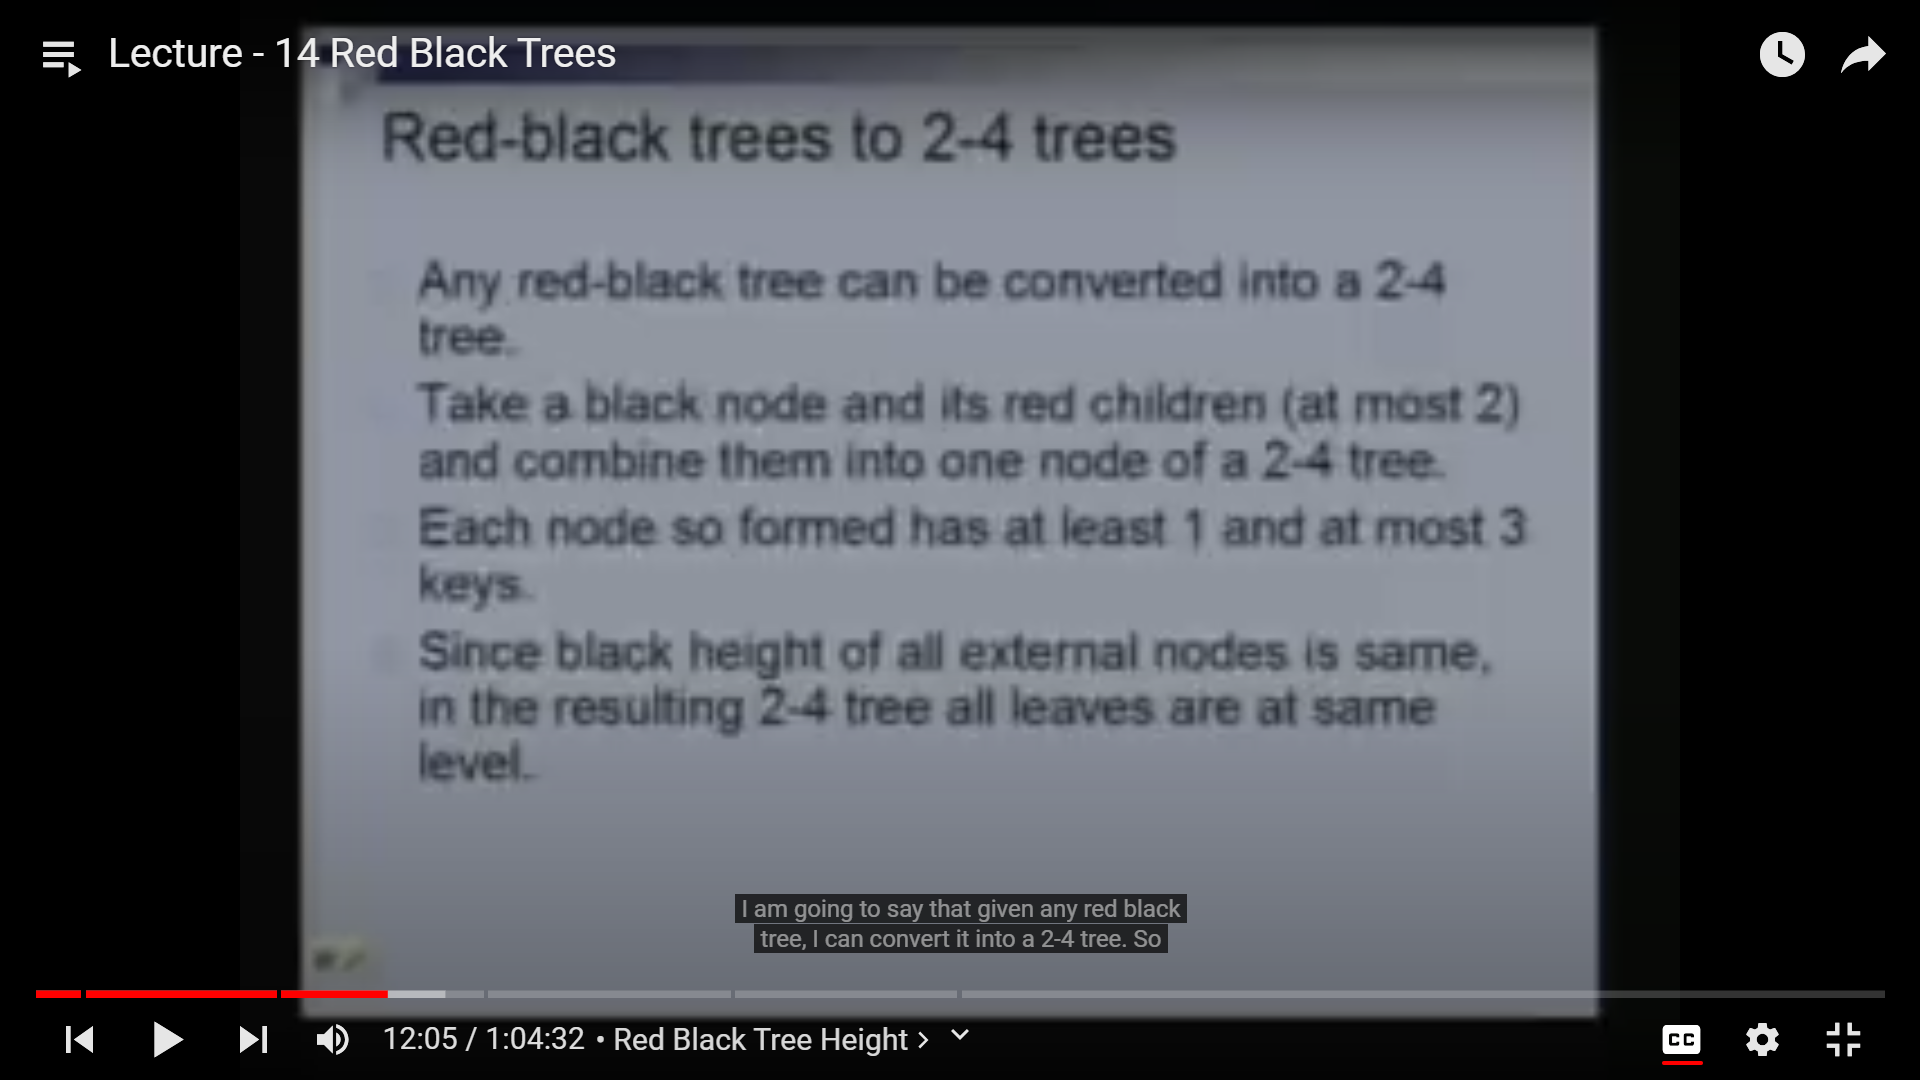 Lecture - 14 Red Black Trees
Red-black trees to 2-4 trees
Any red-black tree can be converted into a 2-4
tree.
Take a black node and its red children (at most 2)
and combine them into one node of a 2-4 tree.
Each node so formed has at least 1 and at most 3
keys.
Since black height of all external nodes is same,
in the resulting 2-4 tree all leaves are at same
level.
I am going to say that given any red black
tree, I can convert it into a 2-4 tree. So
12:05 / 1:04:32 • Red Black Tree Height >
CC